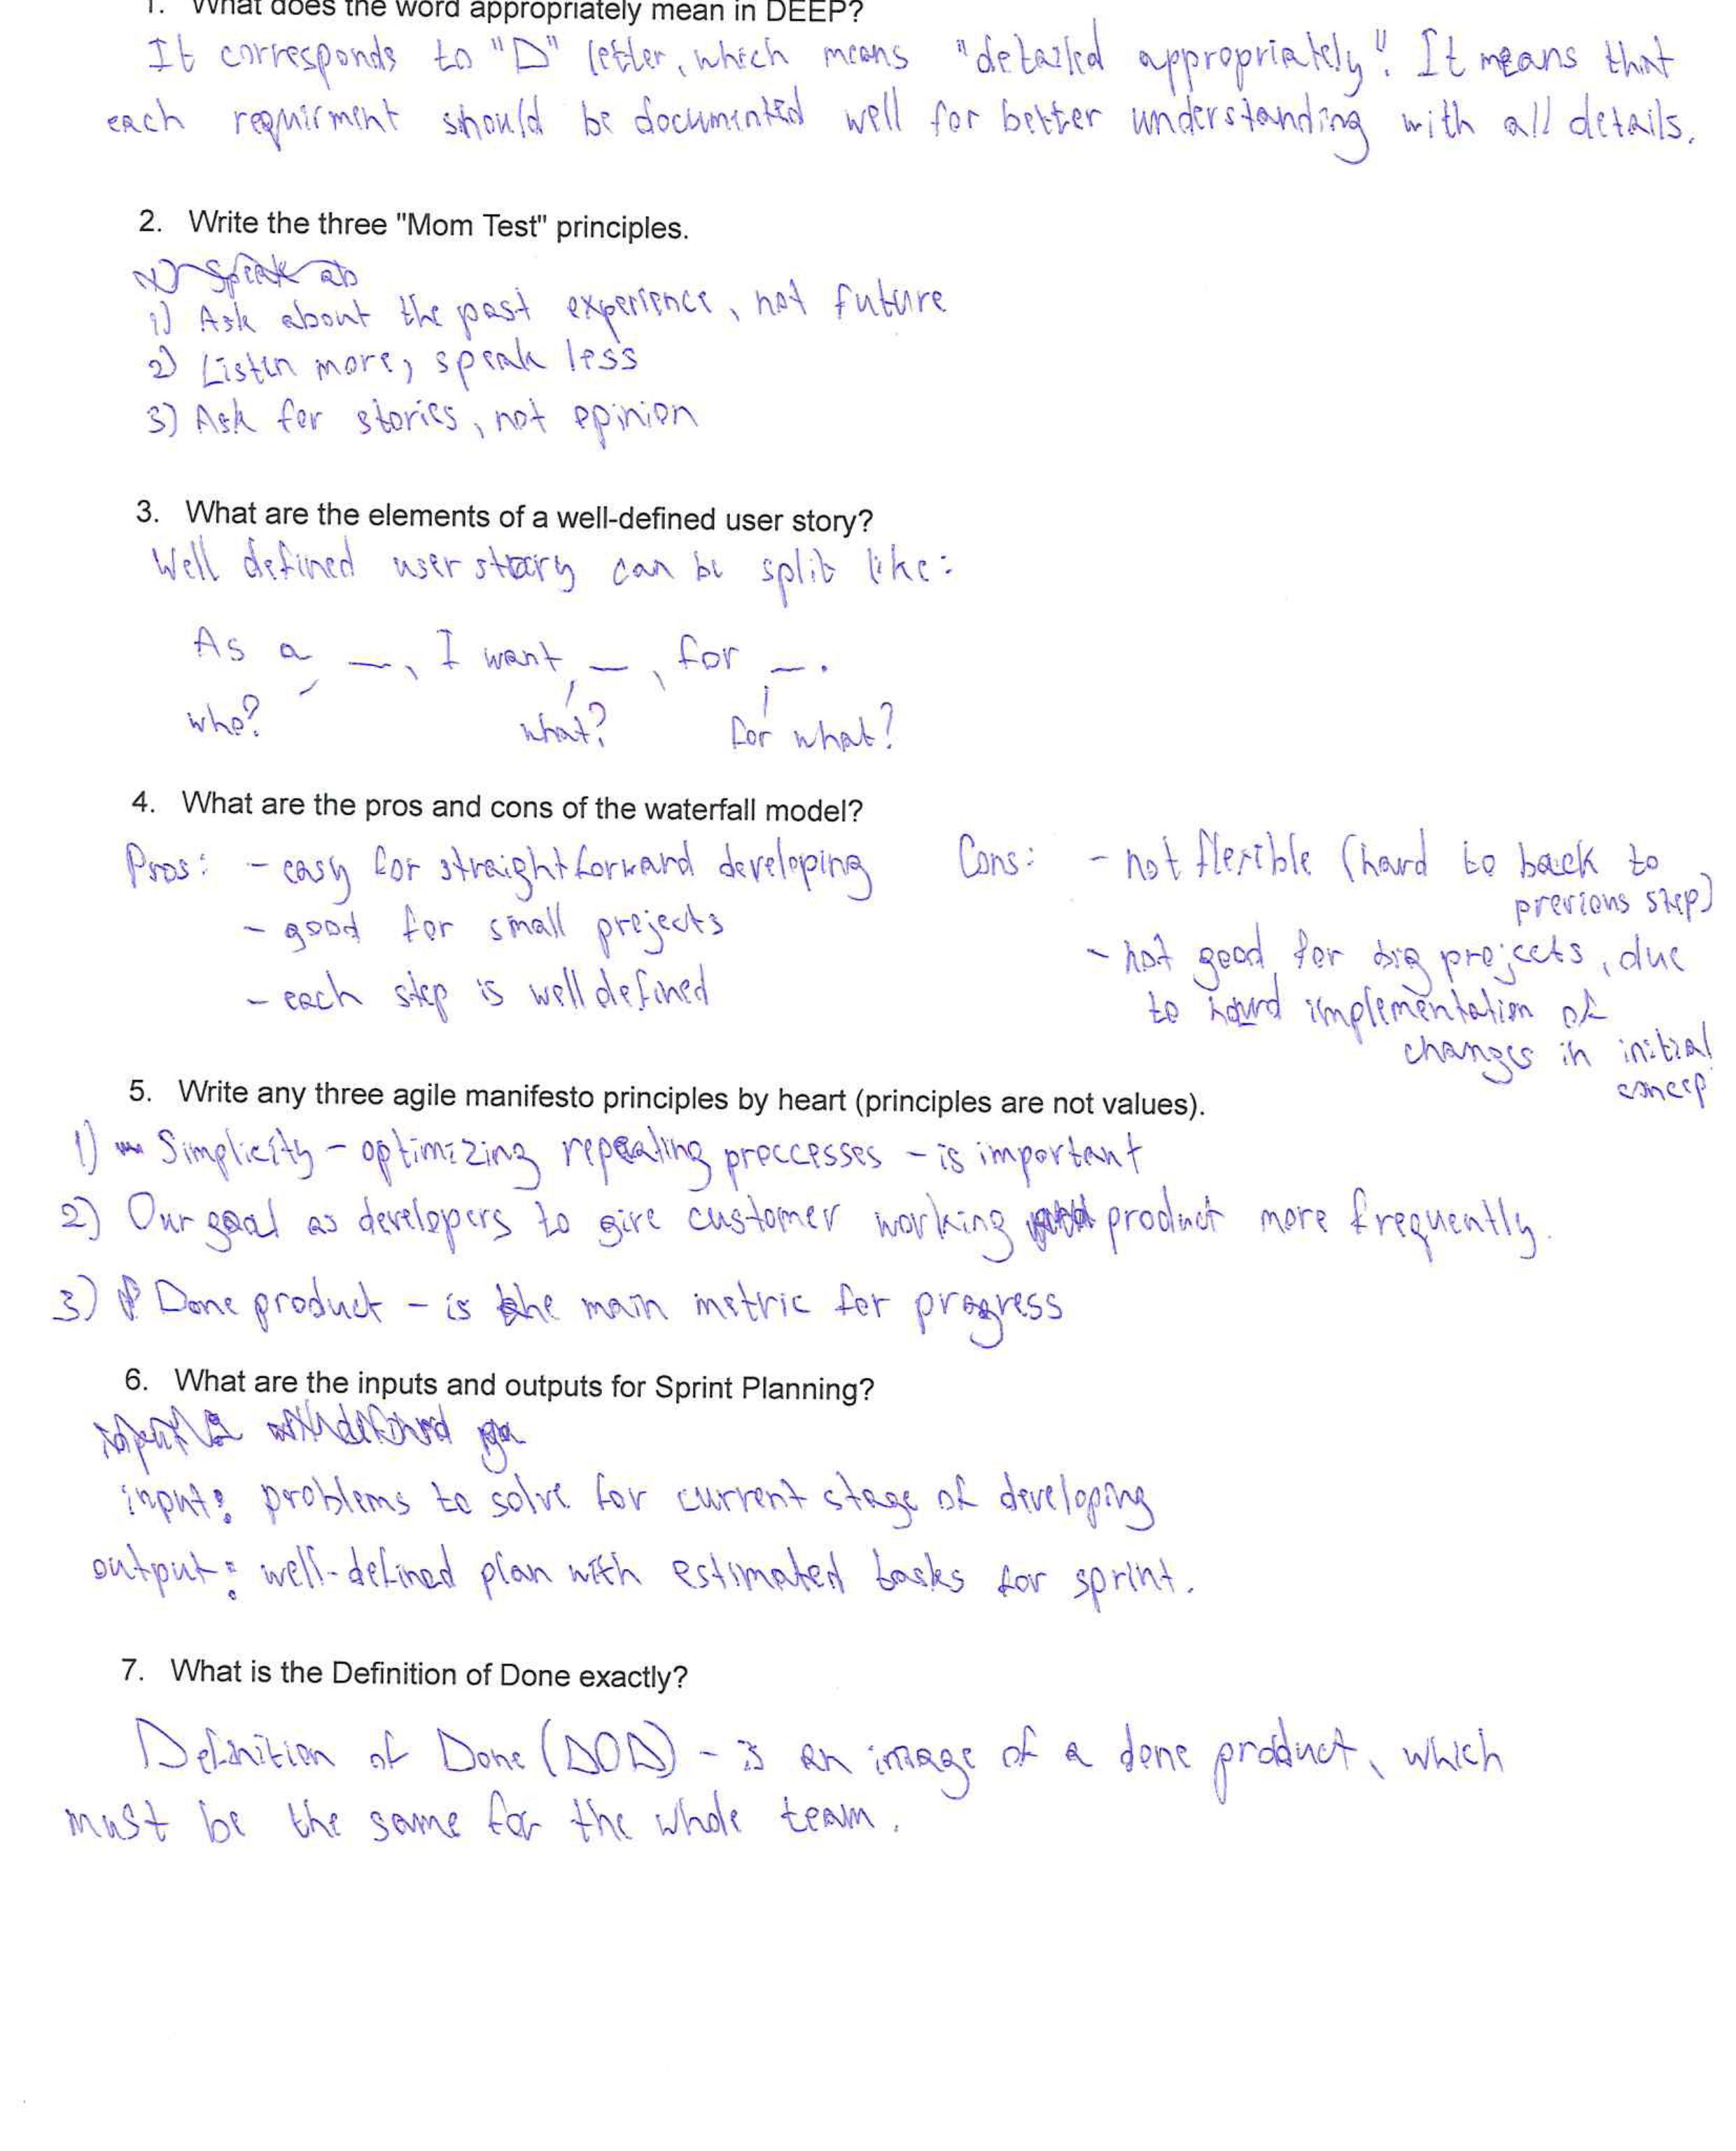 1. What does the word appropriately mean in DEEP?
It corresponds to "D" letter, which means "detailed appropriately". It means that
each requirment should be documented well for better understanding with all details.
2. Write the three "Mom Test" principles.
Speak ab
1) Ask about the past experience, not future
2) Listen more, speak less
3) Ask for stories, not opinion
3. What are the elements of a well-defined user story?
Well defined user story can be split like:
As a __, I want __, for __.
who? what? for what?
4. What are the pros and cons of the waterfall model?
Pros: - easy for straightforward developing
- good for small projects
- each step is well defined
Cons: - not flexible (hard to back to
previous step)
- not good for big projects, due
to hard implementation of
changes in initial
concep
5. Write any three agile manifesto principles by heart (principles are not values).
1) Simplicity - optimizing repeating proccesses - is important
2) Our goal as developers to give customer working product more frequently.
3) Done product - is the main metric for progress
6. What are the inputs and outputs for Sprint Planning?
input: problems to solve for current stage of developing
output: well-defined plan with estimated tasks for sprint.
7. What is the Definition of Done exactly?
Definition of Done (DOD) - is an image of a done product, which
must be the same for the whole team.